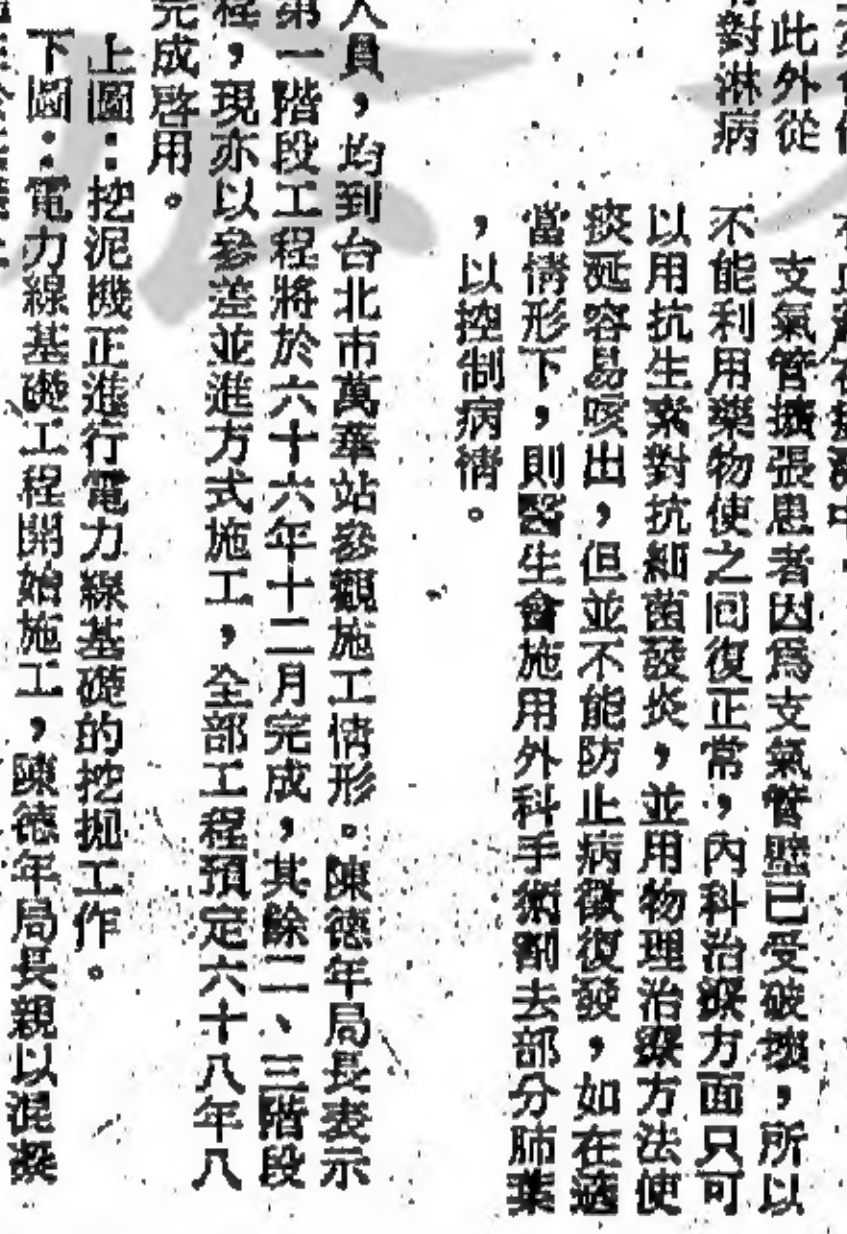 此外從
對淋病
支氣管擴張患者因爲支氣管壁已受破壞,所以
不能利用藥物使之回復正常,內科治療方面只可
以用抗生素對抗細菌發炎,並用物理治療方法使
痰涎容易咳出,但並不能防止病徵復發,如在適
當情形下,則醫生會施用外科手術割去部分肺葉
,以控制病情。
人員,均到台北市萬華站參觀施工情形。陳德年局長表示
第一階段工程將於六十六年十二月完成,其餘二、三階段
程,現亦以參差並進方式施工,全部工程預定六十八年八
完成啓用。
上圖:挖泥機正進行電力綠基礎的挖掘工作。
下圖:電力線基礎工程開始施工,陳德年局長親以混凝